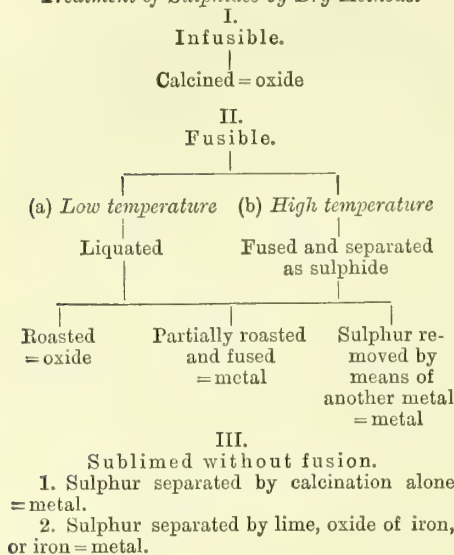 Treatment of Sulphides by Dry Methods.
I.
Infusible.
Calcined = oxide
II.
Fusible.
(a) Low temperature (b) High temperature
Liquated Fused and separated
as sulphide
Roasted Partially roasted Sulphur re-
= oxide and fused moved by
= metal means of
another metal
= metal
III.
Sublimed without fusion.
1. Sulphur separated by calcination alone
= metal.
2. Sulphur separated by lime, oxide of iron,
or iron = metal.